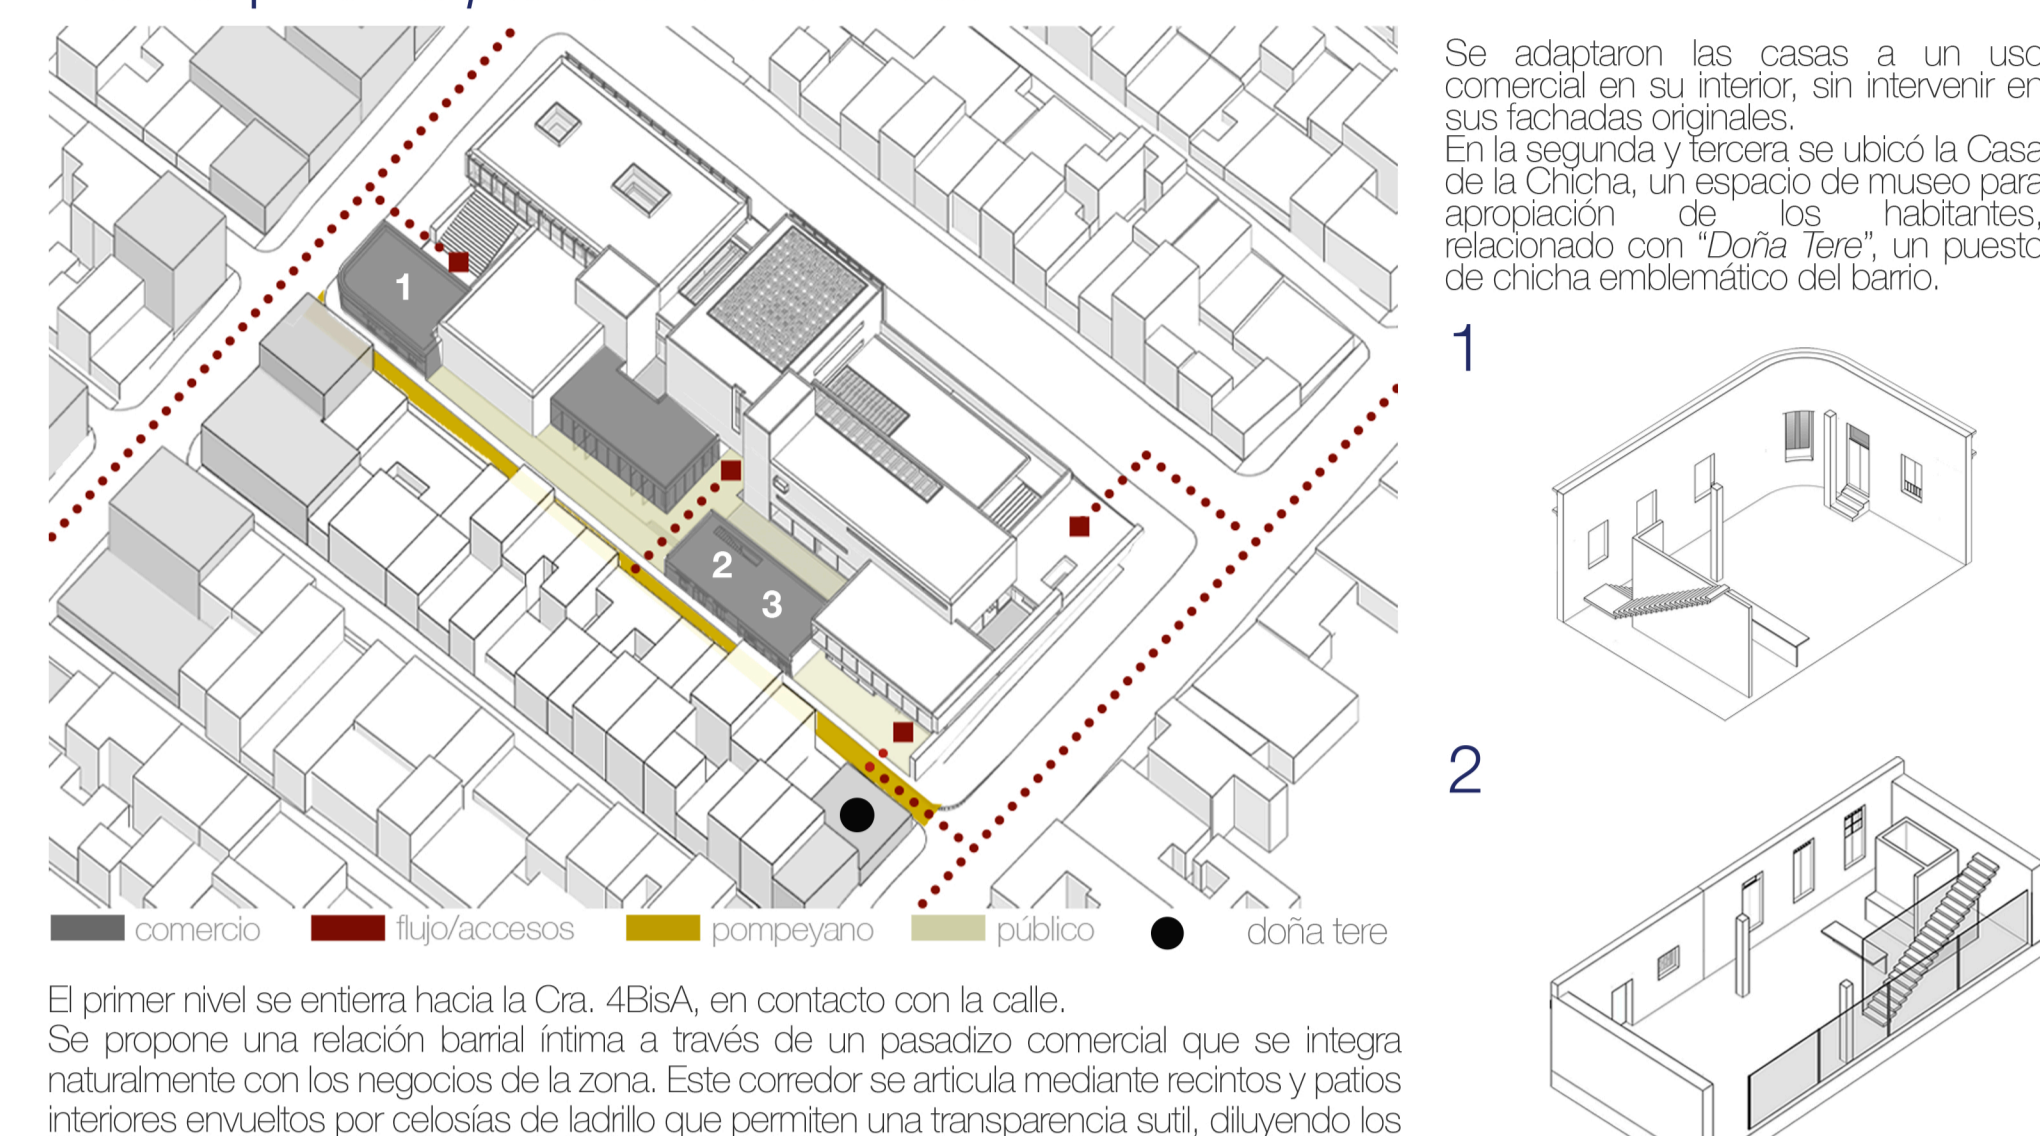 Se adaptaron las casas a un uso
comercial en su interior, sin intervenir en
sus fachadas originales.
En la segunda y tercera se ubicó la Casa
de la Chicha, un espacio de museo para
apropiación de los habitantes,
relacionado con “Doña Tere”, un puesto
de chicha emblemático del barrio.
1
2
3
1
2
comercio
flujo/accesos
pompeyano
público
doña tere
El primer nivel se entierra hacia la Cra. 4BisA, en contacto con la calle.
Se propone una relación barrial íntima a través de un pasadizo comercial que se integra
naturalmente con los negocios de la zona. Este corredor se articula mediante recintos y patios
interiores envueltos por celosías de ladrillo que permiten una transparencia sutil, diluyendo los